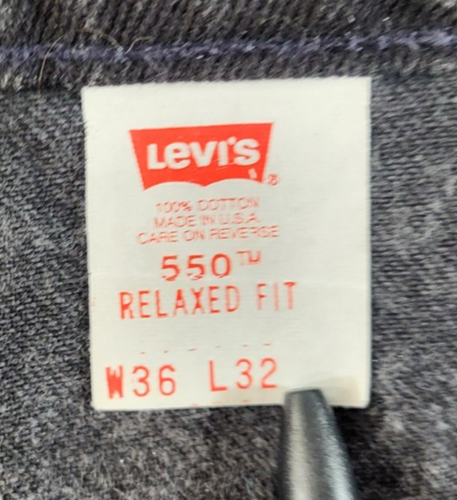 Levi's
®
100% COTTON
MADE IN U.S.A.
CARE ON REVERSE
550™
RELAXED FIT
W36 L32